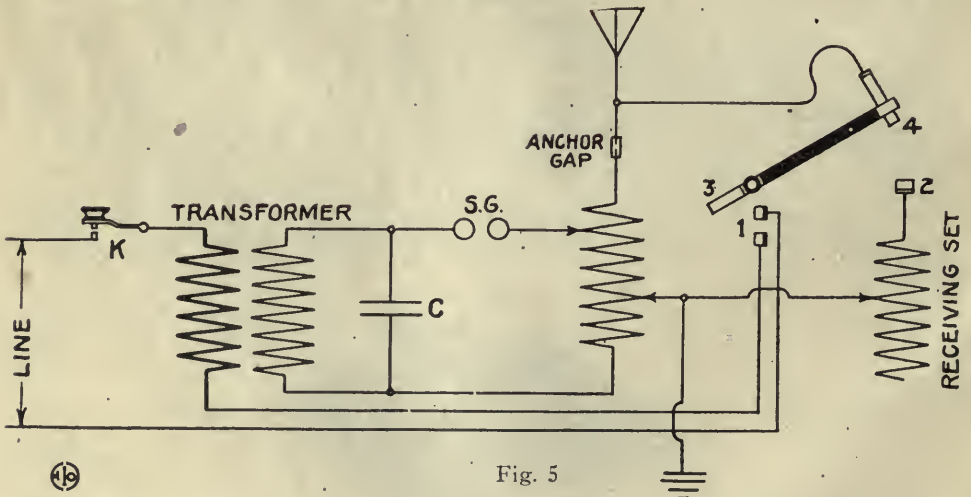 ANCHOR
GAP
4
3
S.G.
2
TRANSFORMER
1
K
C
LINE
RECEIVING SET
Fig. 5